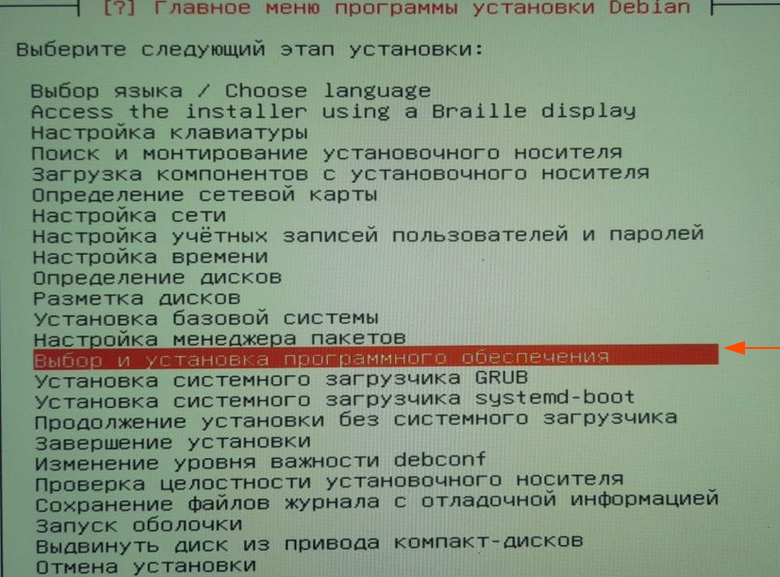 [?] Главное меню программы установки Debian
Выберите следующий этап установки:
Выбор языка / Choose language
Access the installer using a Braille display
Настройка клавиатуры
Поиск и монтирование установочного носителя
Загрузка компонентов с установочного носителя
Определение сетевой карты
Настройка сети
Настройка учётных записей пользователей и паролей
Настройка времени
Определение дисков
Разметка дисков
Установка базовой системы
Настройка менеджера пакетов
Выбор и установка программного обеспечения
Установка системного загрузчика GRUB
Установка системного загрузчика systemd-boot
Продолжение установки без системного загрузчика
Завершение установки
Изменение уровня важности debconf
Проверка целостности установочного носителя
Сохранение файлов журнала с отладочной информацией
Запуск оболочки
Выдвинуть диск из привода компакт-дисков
Отмена установки